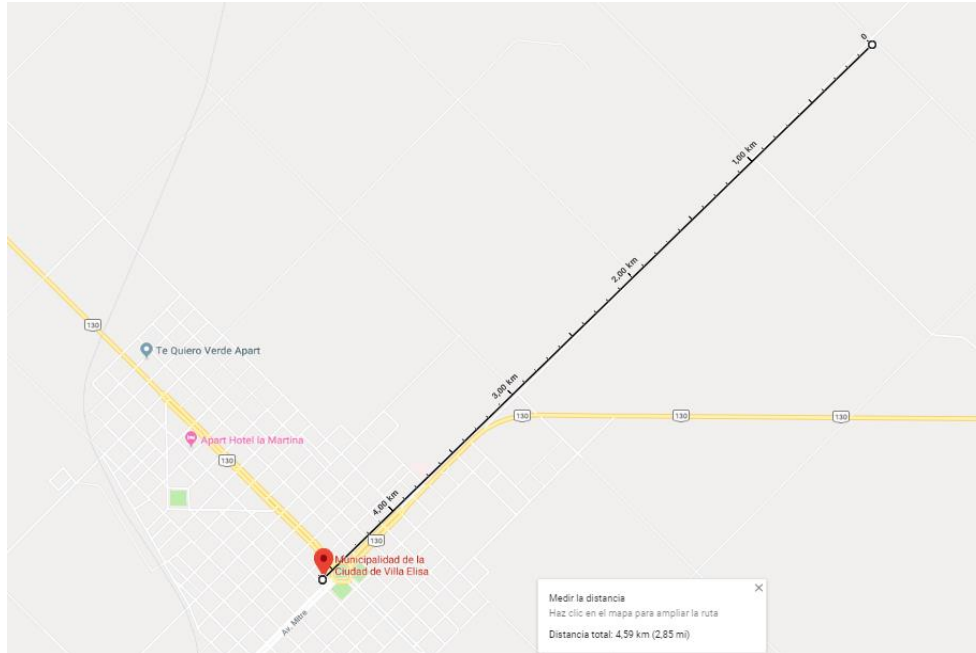 0
1,00 km
2,00 km
130
Te Quiero Verde Apart
3,00 km
130
130
130
Apart Hotel la Martina
130
4,00 km
130
Municipalidad de la
Ciudad de Villa Elisa
Av. Mitre
Medir la distancia
Haz clic en el mapa para ampliar la ruta
Distancia total: 4,59 km (2,85 mi)